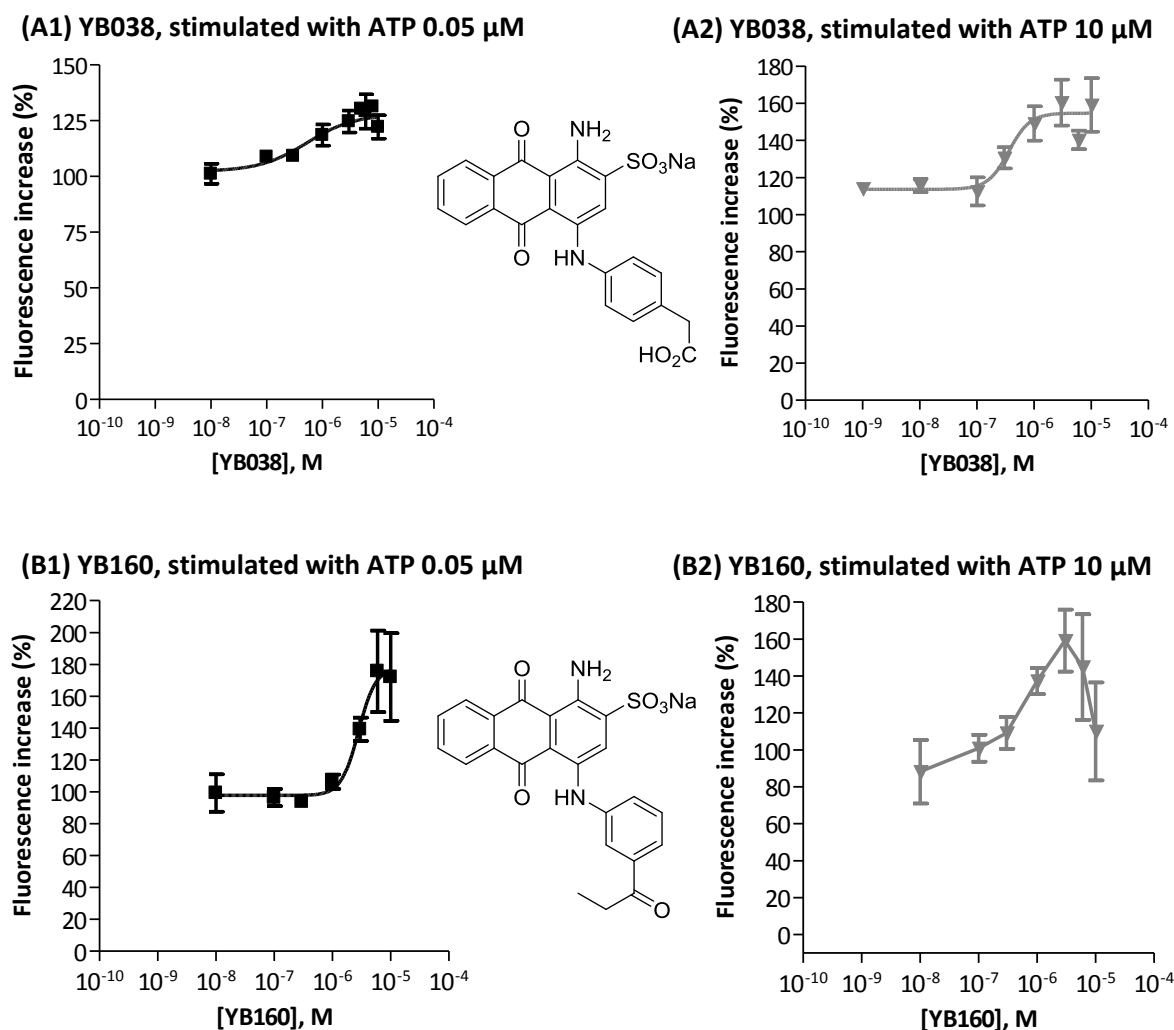 (A1) YB038, stimulated with ATP 0.05 µM
Fluorescence increase (%)
150
125
100
75
50
25
0
10⁻¹⁰ 10⁻⁹ 10⁻⁸ 10⁻⁷ 10⁻⁶ 10⁻⁵ 10⁻⁴
[YB038], M
O
NH₂
SO₃Na
O
HN
HO₂C
(A2) YB038, stimulated with ATP 10 µM
Fluorescence increase (%)
180
160
140
120
100
80
60
40
20
0
10⁻¹⁰ 10⁻⁹ 10⁻⁸ 10⁻⁷ 10⁻⁶ 10⁻⁵ 10⁻⁴
[YB038], M
(B1) YB160, stimulated with ATP 0.05 µM
Fluorescence increase (%)
220
200
180
160
140
120
100
80
60
40
20
0
10⁻¹⁰ 10⁻⁹ 10⁻⁸ 10⁻⁷ 10⁻⁶ 10⁻⁵ 10⁻⁴
[YB160], M
O
NH₂
SO₃Na
O
HN
O
(B2) YB160, stimulated with ATP 10 µM
Fluorescence increase (%)
180
160
140
120
100
80
60
40
20
0
10⁻¹⁰ 10⁻⁹ 10⁻⁸ 10⁻⁷ 10⁻⁶ 10⁻⁵ 10⁻⁴
[YB160], M